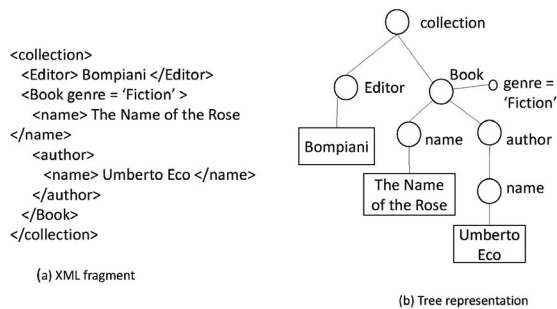 <collection>
<Editor> Bompiani </Editor>
<Book genre = ‘Fiction’ >
<name> The Name of the Rose
</name>
<author>
<name> Umberto Eco </name>
</author>
</Book>
</collection>
(a) XML fragment
collection
Editor
Book
genre =
‘Fiction’
Bompiani
name
author
The Name
of the Rose
name
Umberto
Eco
(b) Tree representation